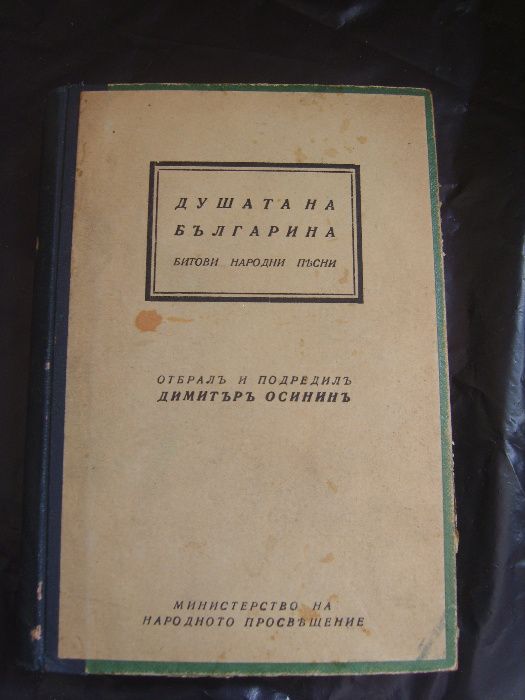 ДУШАТА НА
БЪЛГАРИНА
БИТОВИ НАРОДНИ ПѢСНИ
ОТБРАЛЪ И ПОДРЕДИЛЪ
ДИМИТЪРЪ ОСИНИНЪ
МИНИСТЕРСТВО НА
НАРОДНОТО ПРОСВѢЩЕНИЕ